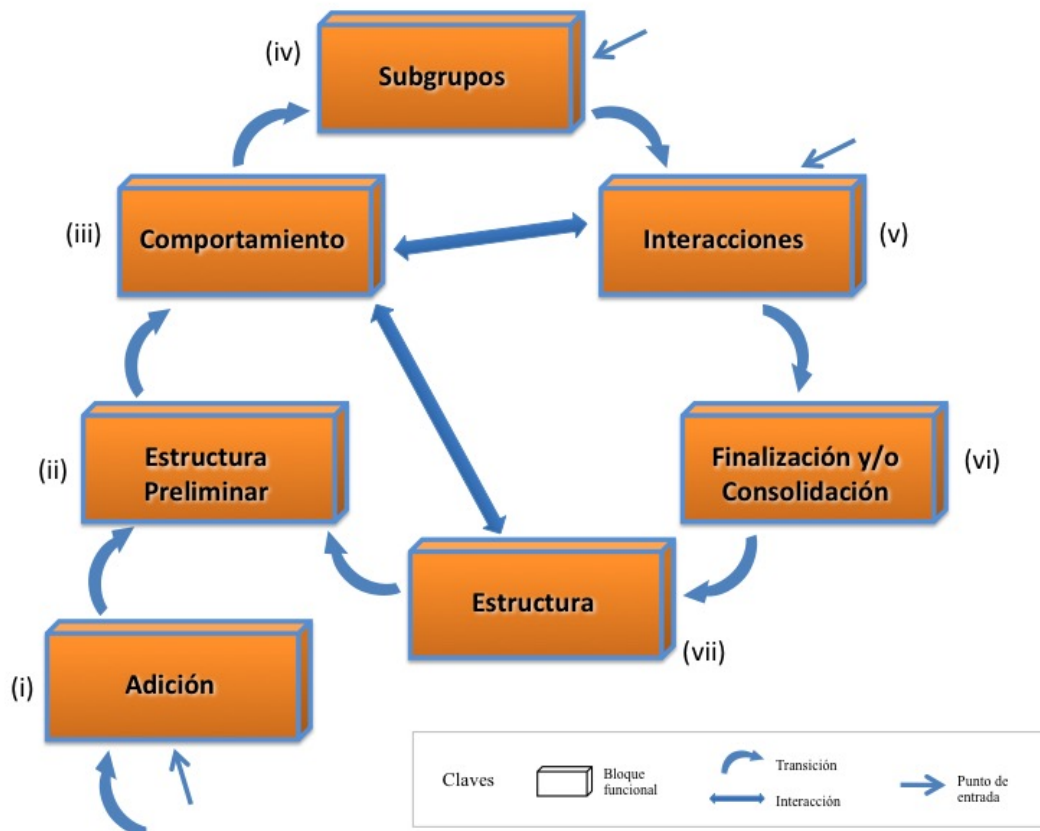 (iv)
Subgrupos
(iii)
Comportamiento
Interacciones
(v)
(ii)
Estructura
Preliminar
Finalización y/o
Consolidación
(vi)
Estructura
(vii)
(i)
Adición
Claves
Bloque
funcional
Transición
Interacción
Punto de
entrada